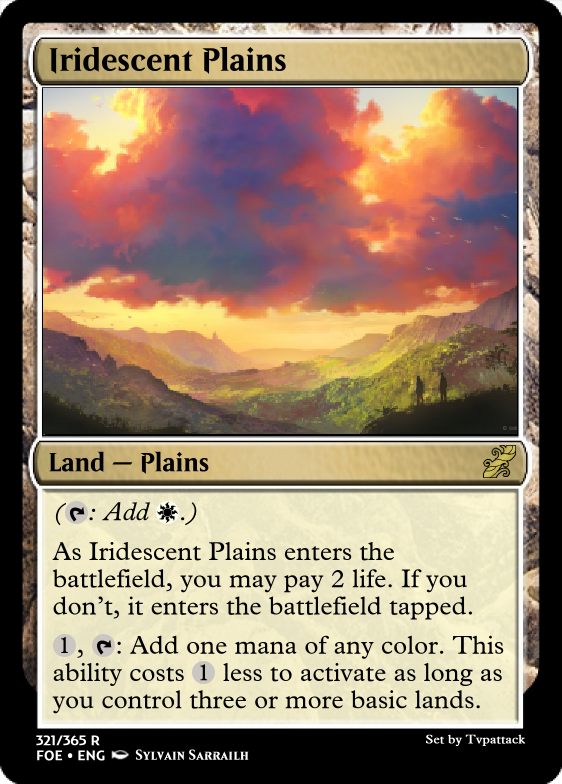 Iridescent Plains
Land — Plains
(: Add .)
As Iridescent Plains enters the
battlefield, you may pay 2 life. If you
don't, it enters the battlefield tapped.
1, : Add one mana of any color. This
ability costs 1 less to activate as long as
you control three or more basic lands.
321/365 R
Set by Tvpattack
FOE • ENG Sylvain Sarrailh